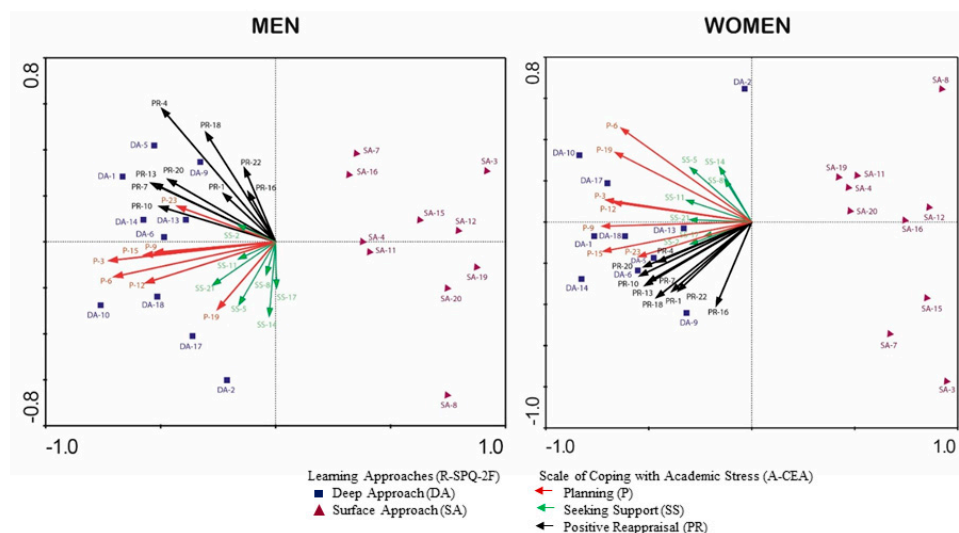 MEN
0.8
PR-4
PR-18
DA-5
SA-7
DA-9
PR-22
SA-3
DA-1
PR-13
PR-20
SA-16
PR-7
PR-1
PR-16
PR-10
P-23
DA-14
DA-13
SA-15
SA-12
DA-6
SS-2
SA-4
P-15
P-9
SA-11
P-3
SS-11
SA-19
P-6
P-12
SS-21
SS-8
SS-17
SA-20
DA-10
DA-18
P-19
SS-5
SS-14
DA-17
DA-2
SA-8
-0.8
-1.0
1.0
WOMEN
0.8
DA-2
SA-8
P-6
P-19
DA-10
SS-5
SS-14
SS-8
DA-17
SA-19
SA-11
SA-4
P-3
P-12
SS-11
SA-20
SA-12
SS-21
SA-16
P-9
DA-13
DA-1
DA-18
P-15
P-23
PR-4
PR-20
DA-6
DA-14
PR-10
PR-7
PR-13
PR-18
PR-1
PR-22
PR-16
DA-9
SA-15
SA-7
SA-3
-1.0
-1.0
1.0
Learning Approaches (R-SPQ-2F)
Deep Approach (DA)
Surface Approach (SA)
Scale of Coping with Academic Stress (A-CEA)
Planning (P)
Seeking Support (SS)
Positive Reappraisal (PR)